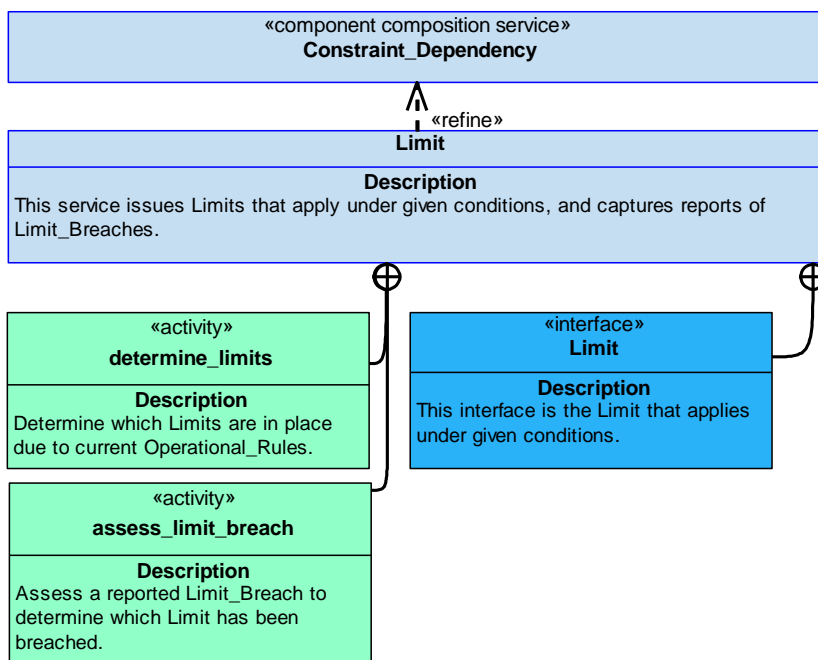 «component composition service»
Constraint_Dependency
«refine»
Limit
Description
This service issues Limits that apply under given conditions, and captures reports of
Limit_Breaches.
«activity»
determine_limits
Description
Determine which Limits are in place
due to current Operational_Rules.
«interface»
Limit
Description
This interface is the Limit that applies
under given conditions.
«activity»
assess_limit_breach
Description
Assess a reported Limit_Breach to
determine which Limit has been
breached.